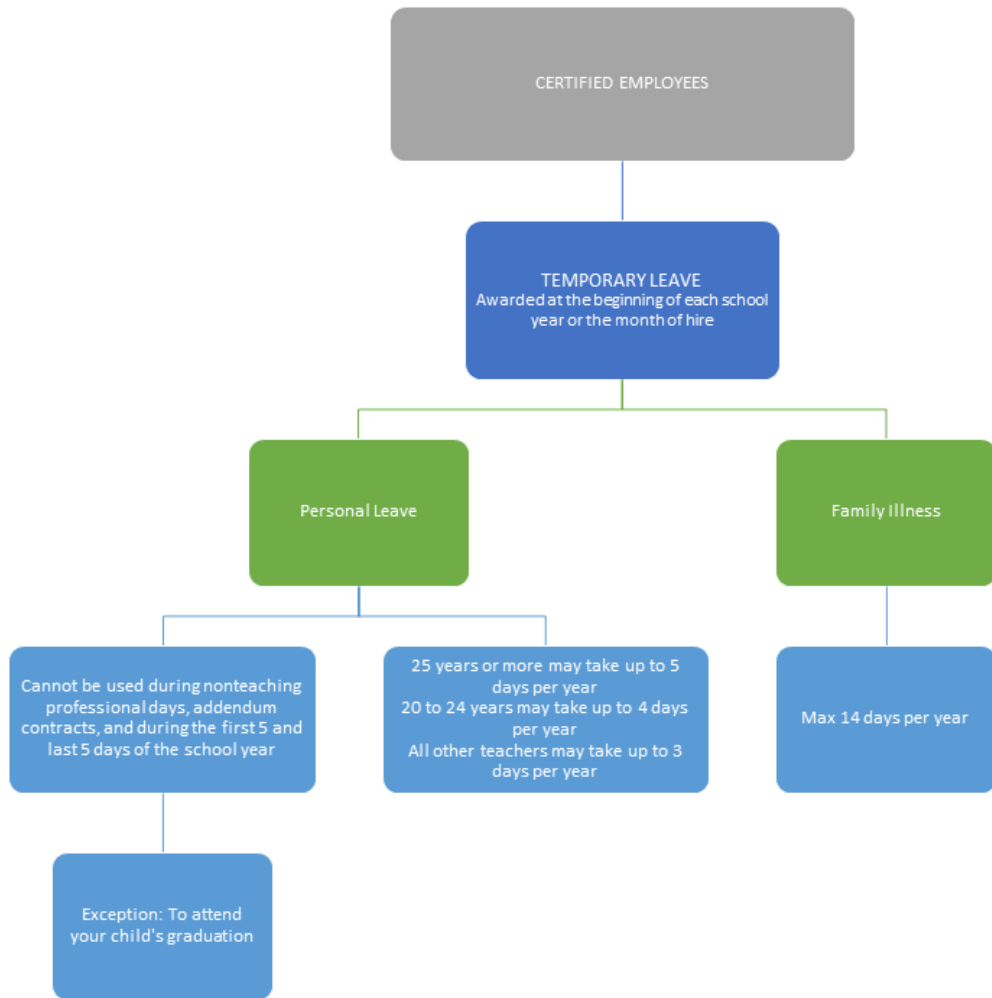 CERTIFIED EMPLOYEES
TEMPORARY LEAVE
Awarded at the beginning of each school
year or the month of hire
Personal Leave
Family Illness
Cannot be used during nonteaching
professional days, addendum
contracts, and during the first 5 and
last 5 days of the school year
25 years or more may take up to 5
days per year
20 to 24 years may take up to 4 days
per year
All other teachers may take up to 3
days per year
Max 14 days per year
Exception: To attend
your child's graduation